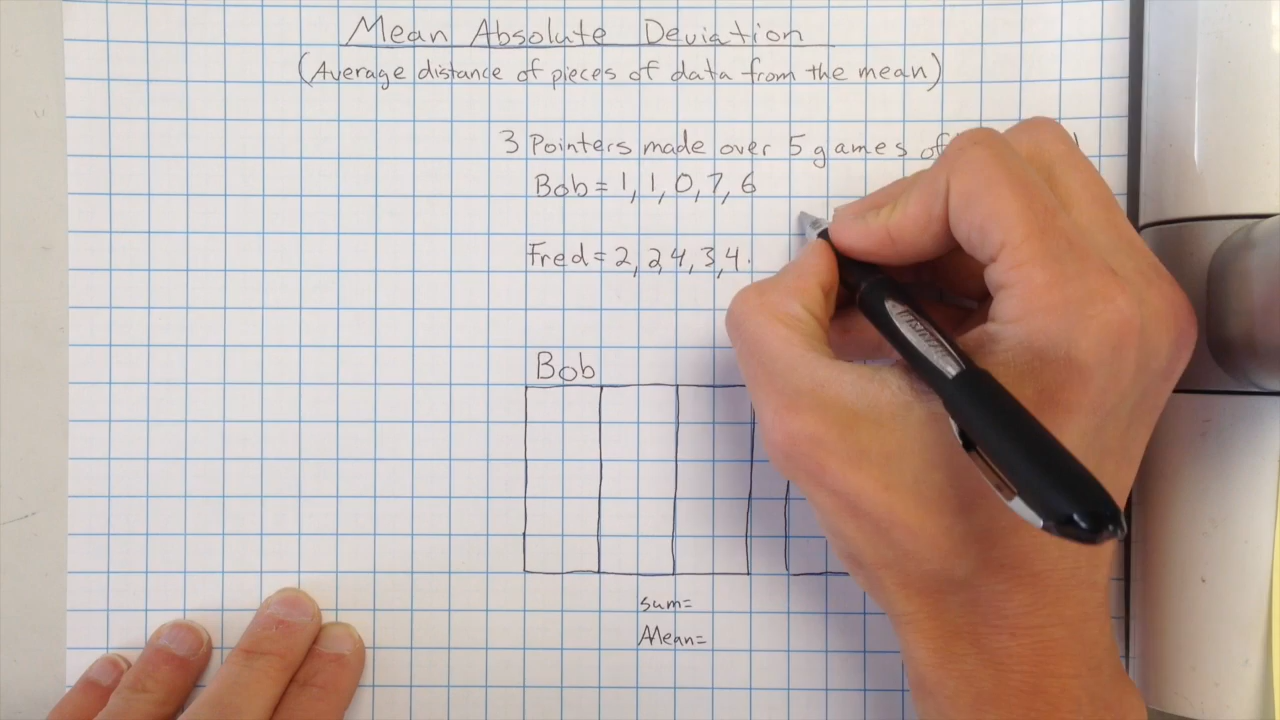 Mean Absolute Deviation
(Average distance of pieces of data from the mean)
3 Pointers made over 5 games of
Bob = 1, 1, 0, 7, 6
Fred = 2, 2, 4, 3, 4.
Bob
sum=
Mean=